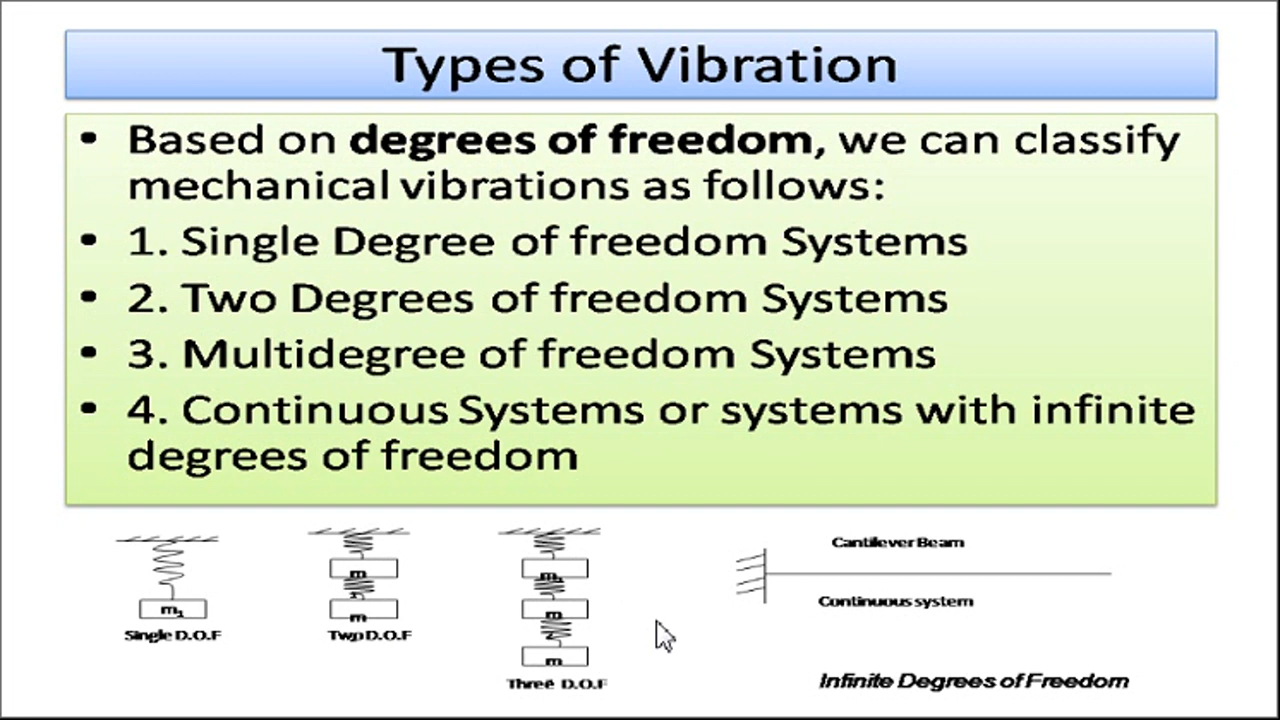 Types of Vibration
• Based on degrees of freedom, we can classify
mechanical vibrations as follows:
• 1. Single Degree of freedom Systems
• 2. Two Degrees of freedom Systems
• 3. Multidegree of freedom Systems
• 4. Continuous Systems or systems with infinite
degrees of freedom
m1
Single D.O.F
m
m
Two D.O.F
m
m
m
Three D.O.F
Cantilever Beam
Continuous system
Infinite Degrees of Freedom